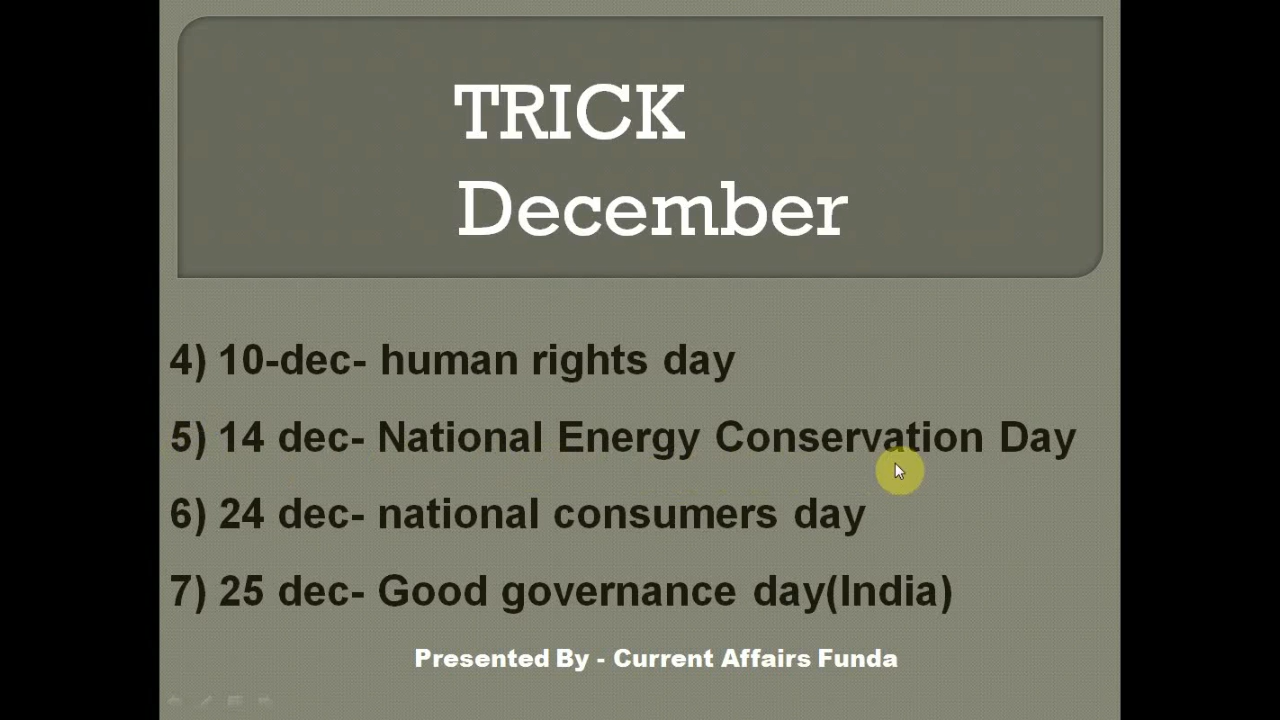 TRICK
December
4) 10-dec- human rights day
5) 14 dec- National Energy Conservation Day
6) 24 dec- national consumers day
7) 25 dec- Good governance day(India)
Presented By - Current Affairs Funda